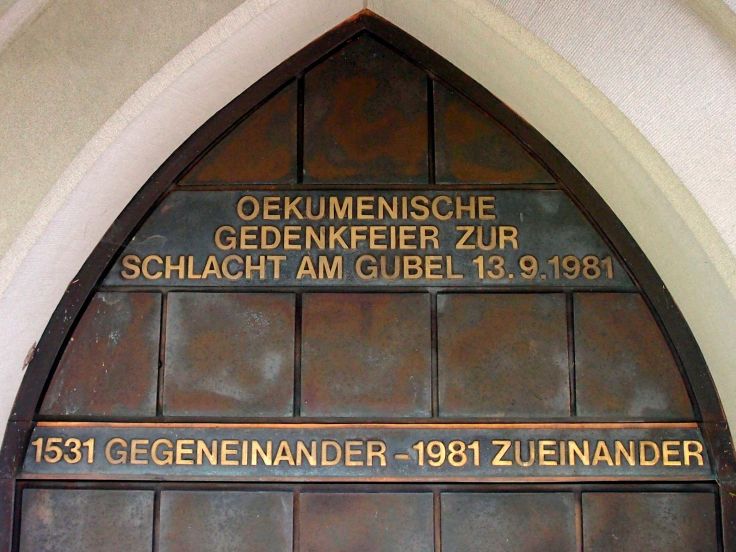 OEKUMENISCHE
GEDENKFEIER ZUR
SCHLACHT AM GUBEL 13.9.1981
1531 GEGENEINANDER – 1981 ZUEINANDER